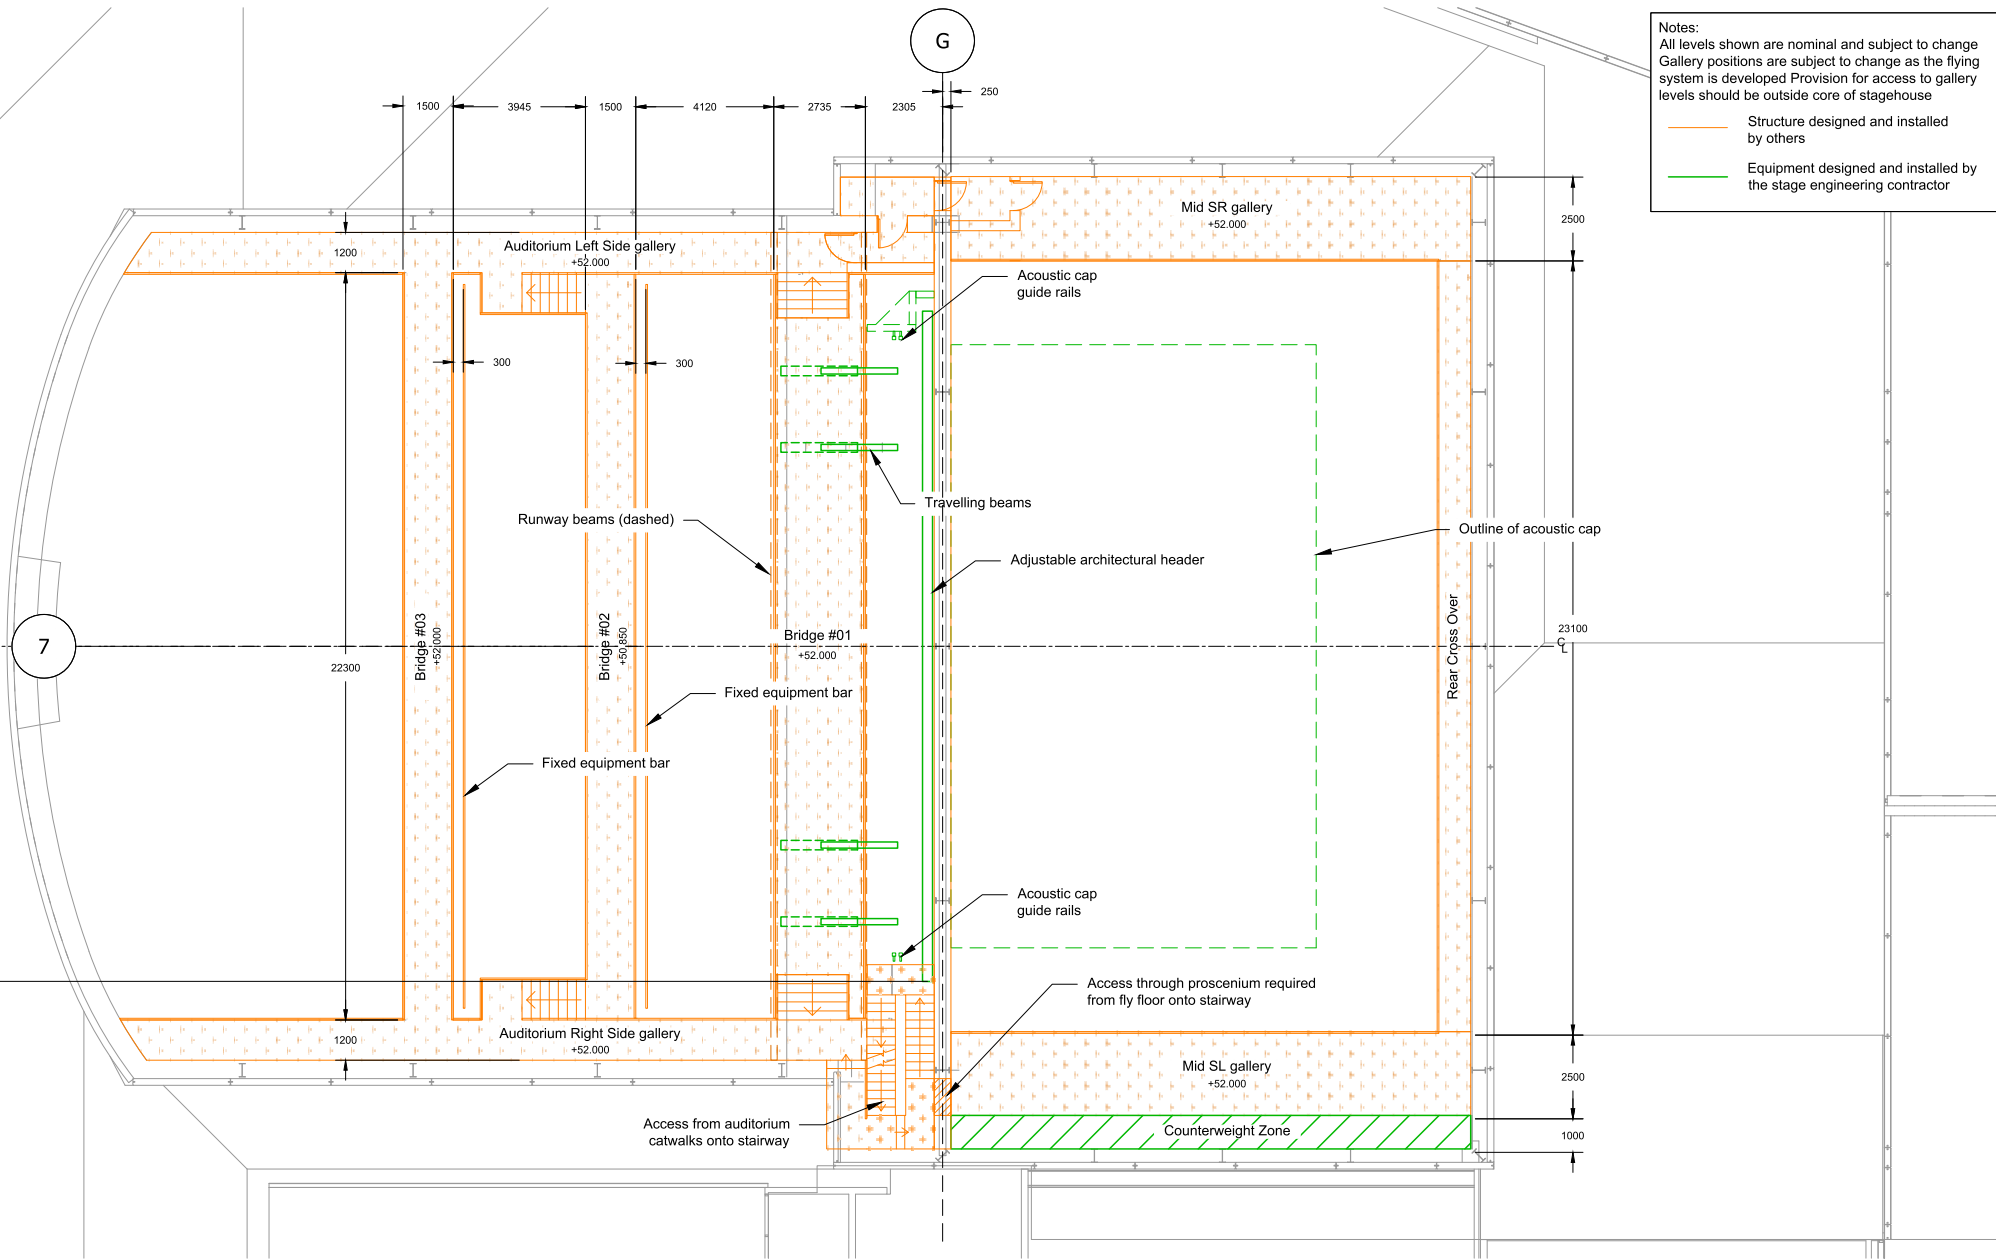 G
Notes:
All levels shown are nominal and subject to change
Gallery positions are subject to change as the flying
system is developed Provision for access to gallery
levels should be outside core of stagehouse
Structure designed and installed
by others
Equipment designed and installed by
the stage engineering contractor
1500
3945
1500
4120
2735
2305
250
Mid SR gallery
+52.000
2500
Auditorium Left Side gallery
+52.000
1200
Acoustic cap
guide rails
300
300
Travelling beams
Runway beams (dashed)
Outline of acoustic cap
Adjustable architectural header
7
Bridge #03
+52.000
Bridge #02
+50.850
Bridge #01
+52.000
Rear Cross Over
23100
CL
22300
Fixed equipment bar
Fixed equipment bar
Acoustic cap
guide rails
Access through proscenium required
from fly floor onto stairway
Auditorium Right Side gallery
+52.000
1200
Mid SL gallery
+52.000
2500
Access from auditorium
catwalks onto stairway
Counterweight Zone
1000